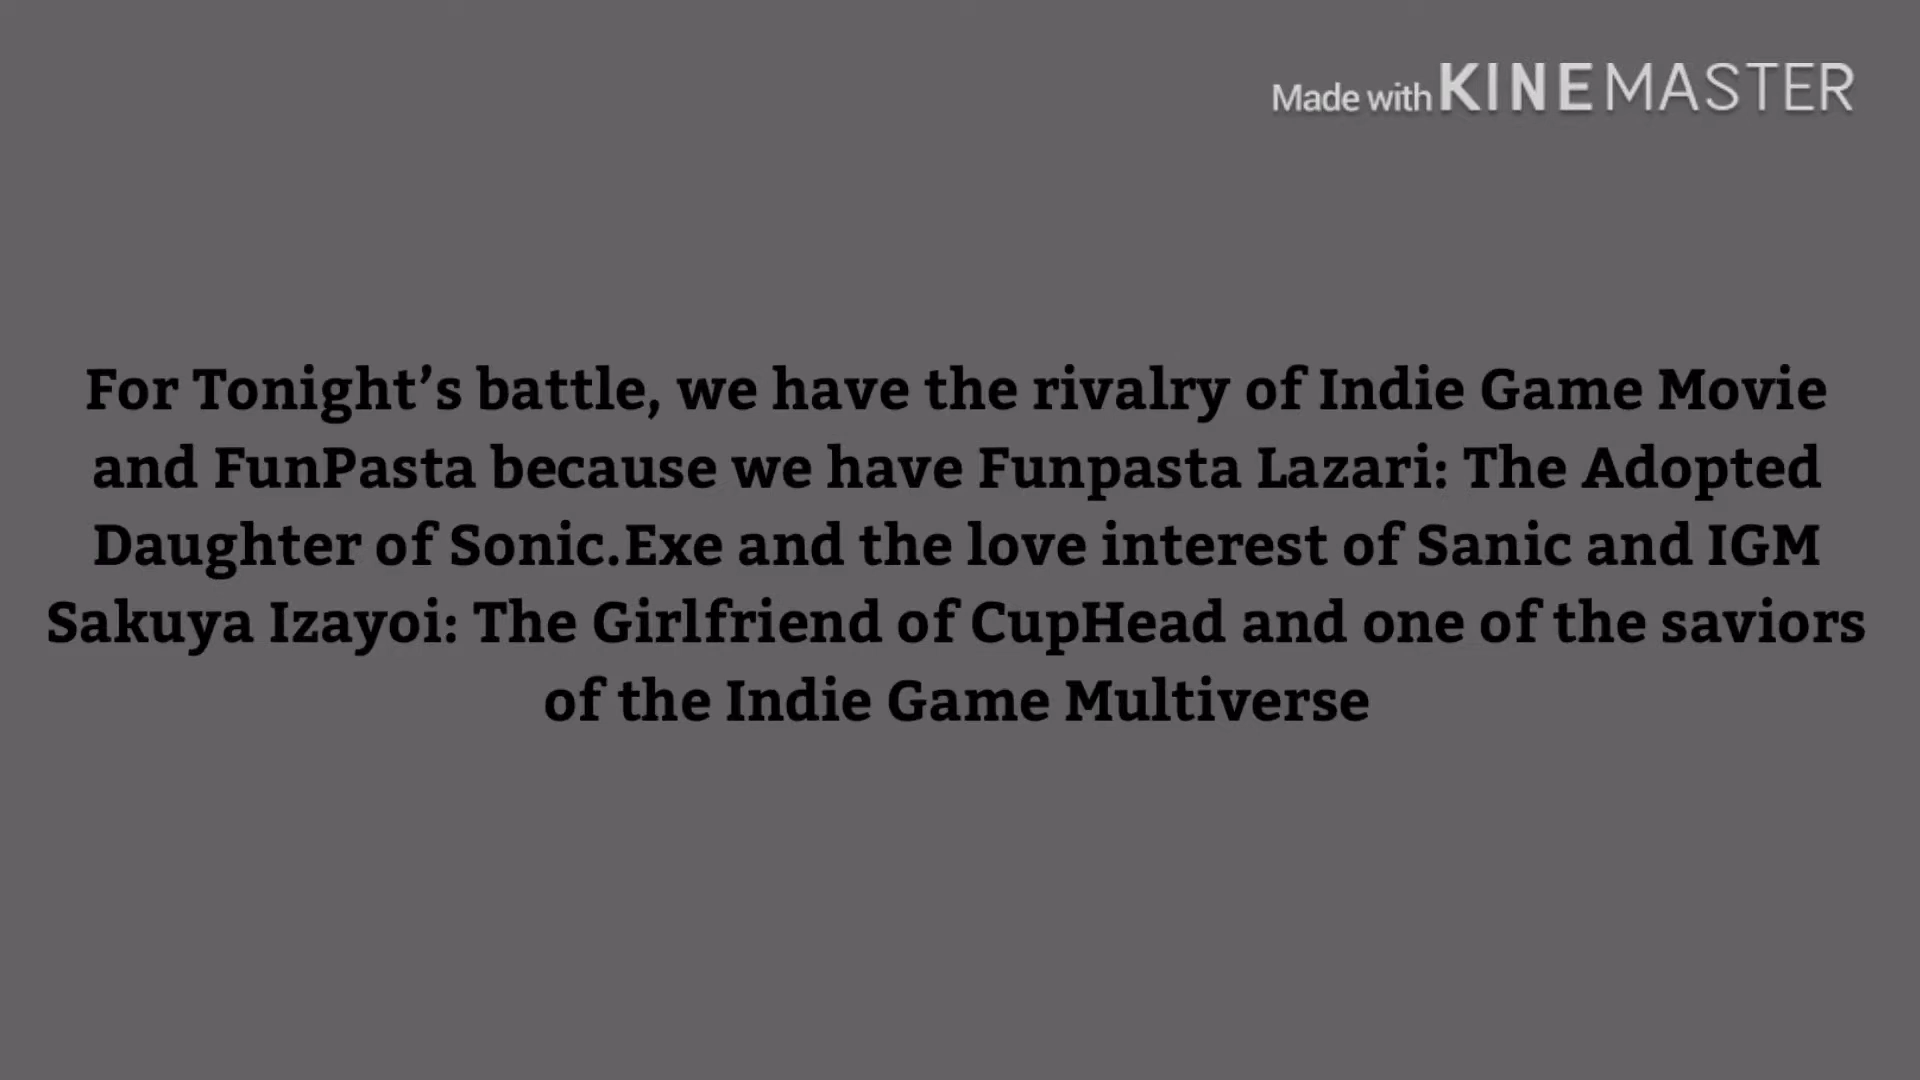 Made with KINEMASTER
For Tonight’s battle, we have the rivalry of Indie Game Movie
and FunPasta because we have Funpasta Lazari: The Adopted
Daughter of Sonic.Exe and the love interest of Sanic and IGM
Sakuya Izayoi: The Girlfriend of CupHead and one of the saviors
of the Indie Game Multiverse